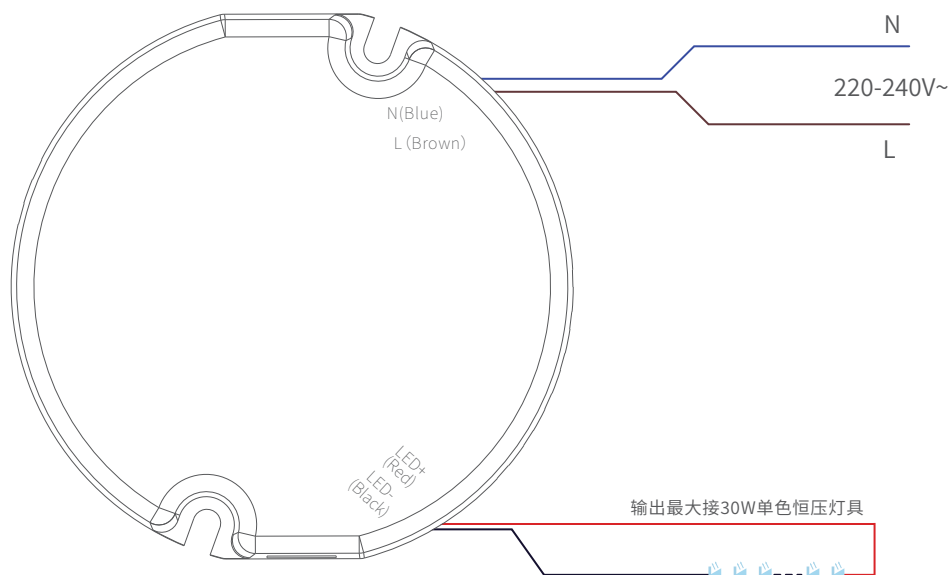 N
220-240V~
L
N(Blue)
L(Brown)
LED+
(Red)
LED-
(Black)
输出最大接30W单色恒压灯具